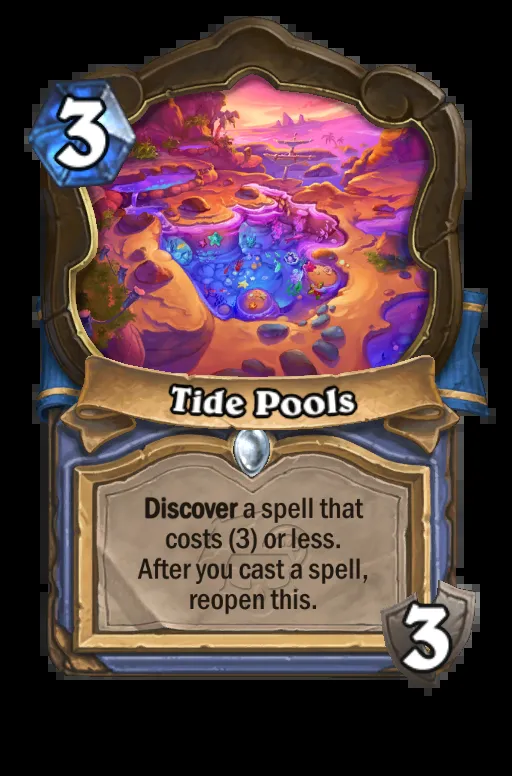 3
Tide Pools
Discover a spell that
costs (3) or less.
After you cast a spell,
reopen this.
3